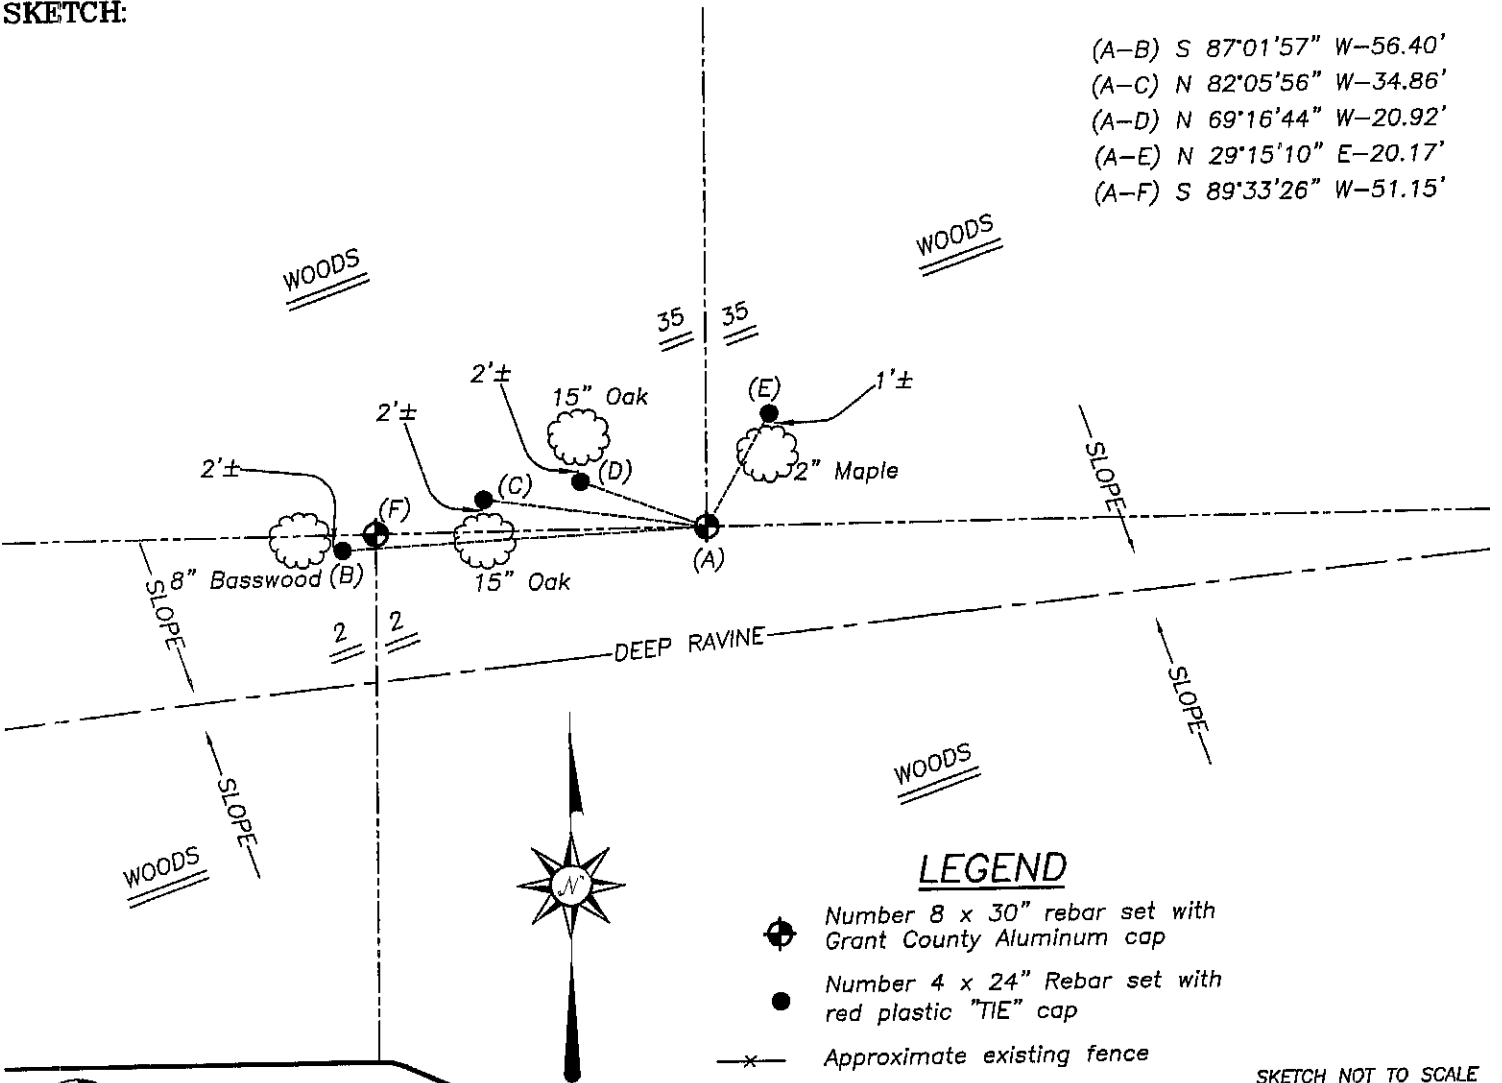 SKETCH:
(A-B) S 87°01'57" W-56.40'
(A-C) N 82°05'56" W-34.86'
(A-D) N 69°16'44" W-20.92'
(A-E) N 29°15'10" E-20.17'
(A-F) S 89°33'26" W-51.15'
WOODS
WOODS
35 35
2'±
15" Oak
(E)
1'±
2'±
2'±
(C)
(D)
2" Maple
SLOPE
(F)
(A)
8" Basswood (B)
15" Oak
SLOPE
2 2
DEEP RAVINE
SLOPE
WOODS
SLOPE
WOODS
N
LEGEND
Number 8 x 30" rebar set with
Grant County Aluminum cap
Number 4 x 24" Rebar set with
red plastic "TIE" cap
Approximate existing fence
SKETCH NOT TO SCALE